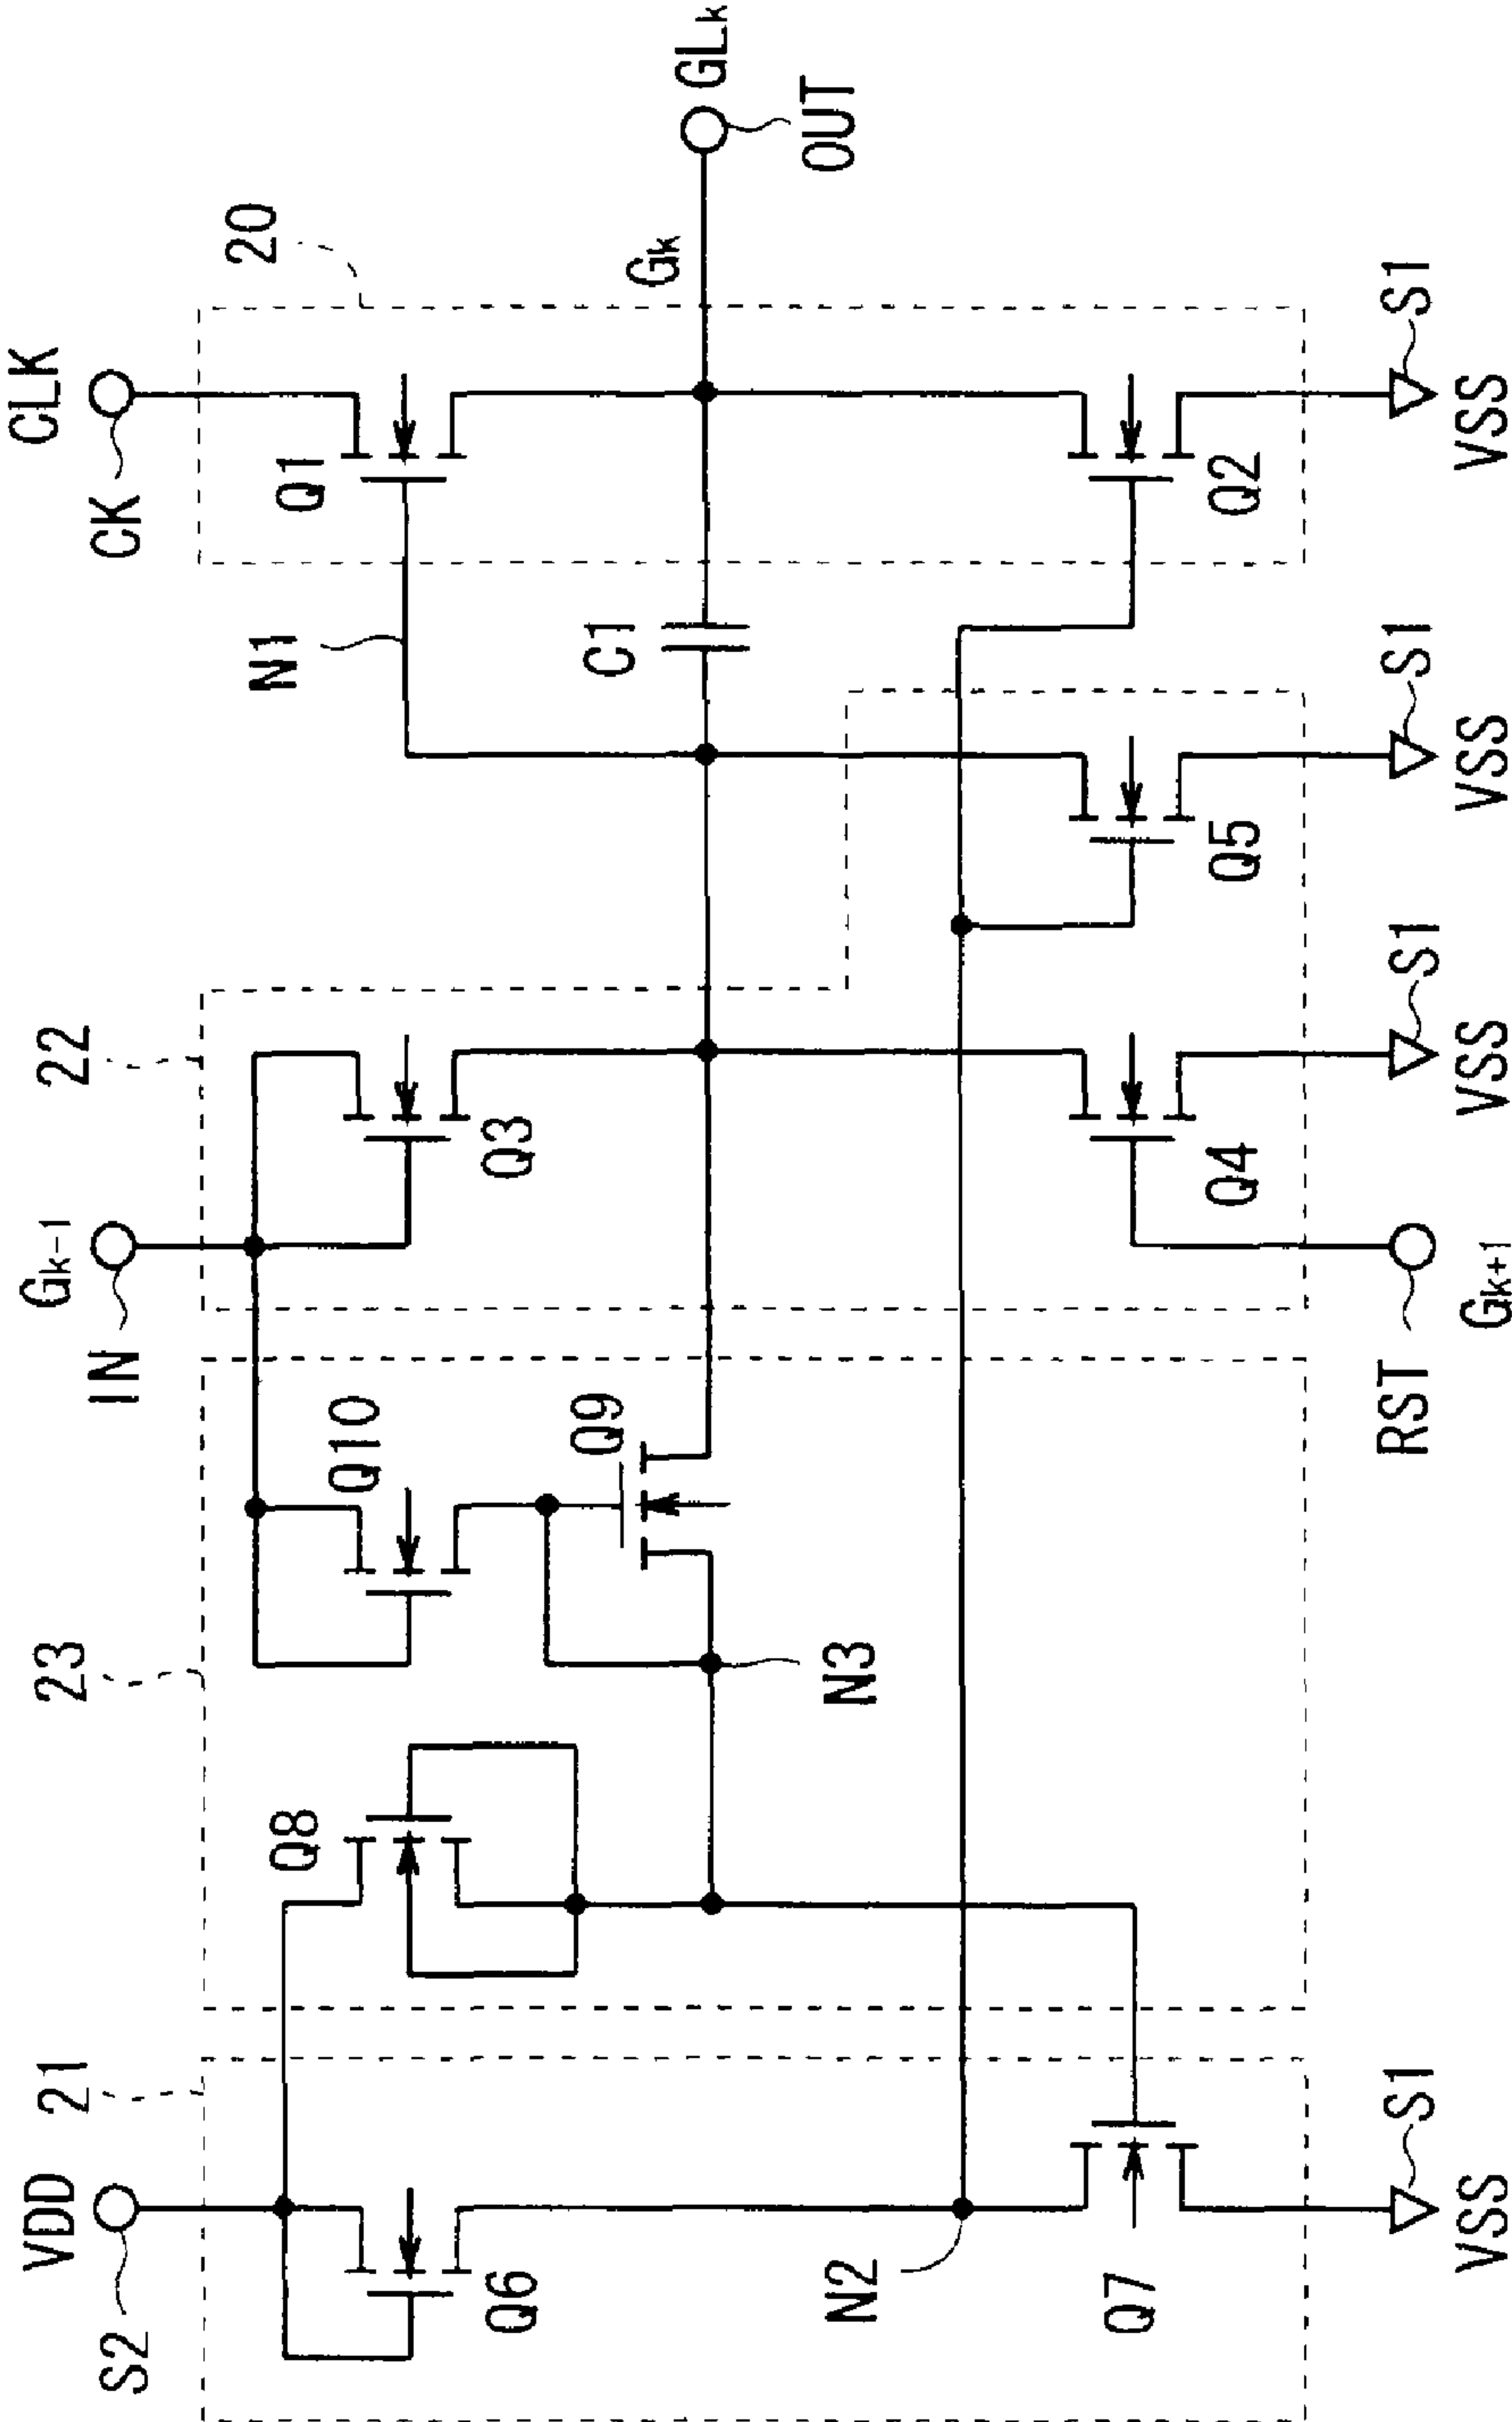 CLK
CK
20
Q1
Gk
GLk
OUT
N1
C1
Q2
S1
VSS
22
Q3
Q5
S1
VSS
Gk-1
IN
Q4
S1
VSS
RST
Gk+1
23
Q10
Q9
N3
Q8
21
VDD
S2
Q6
N2
Q7
S1
VSS